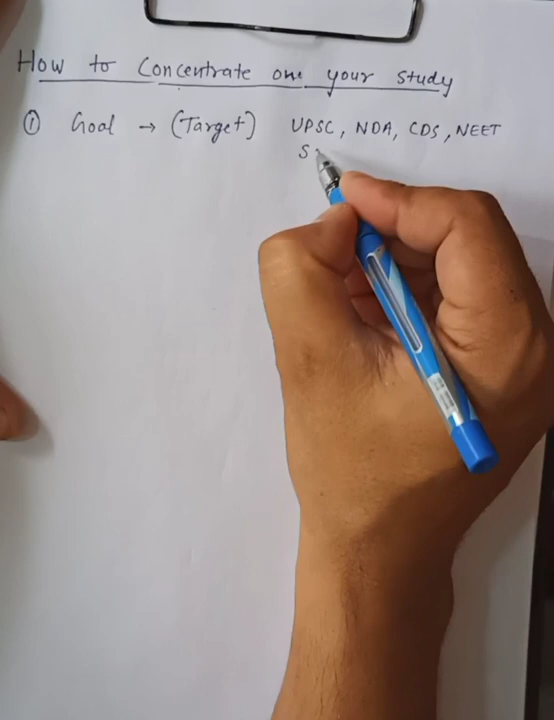 How to Concentrate on your study
① Goal → (Target) UPSC, NDA, CDS, NEET
S